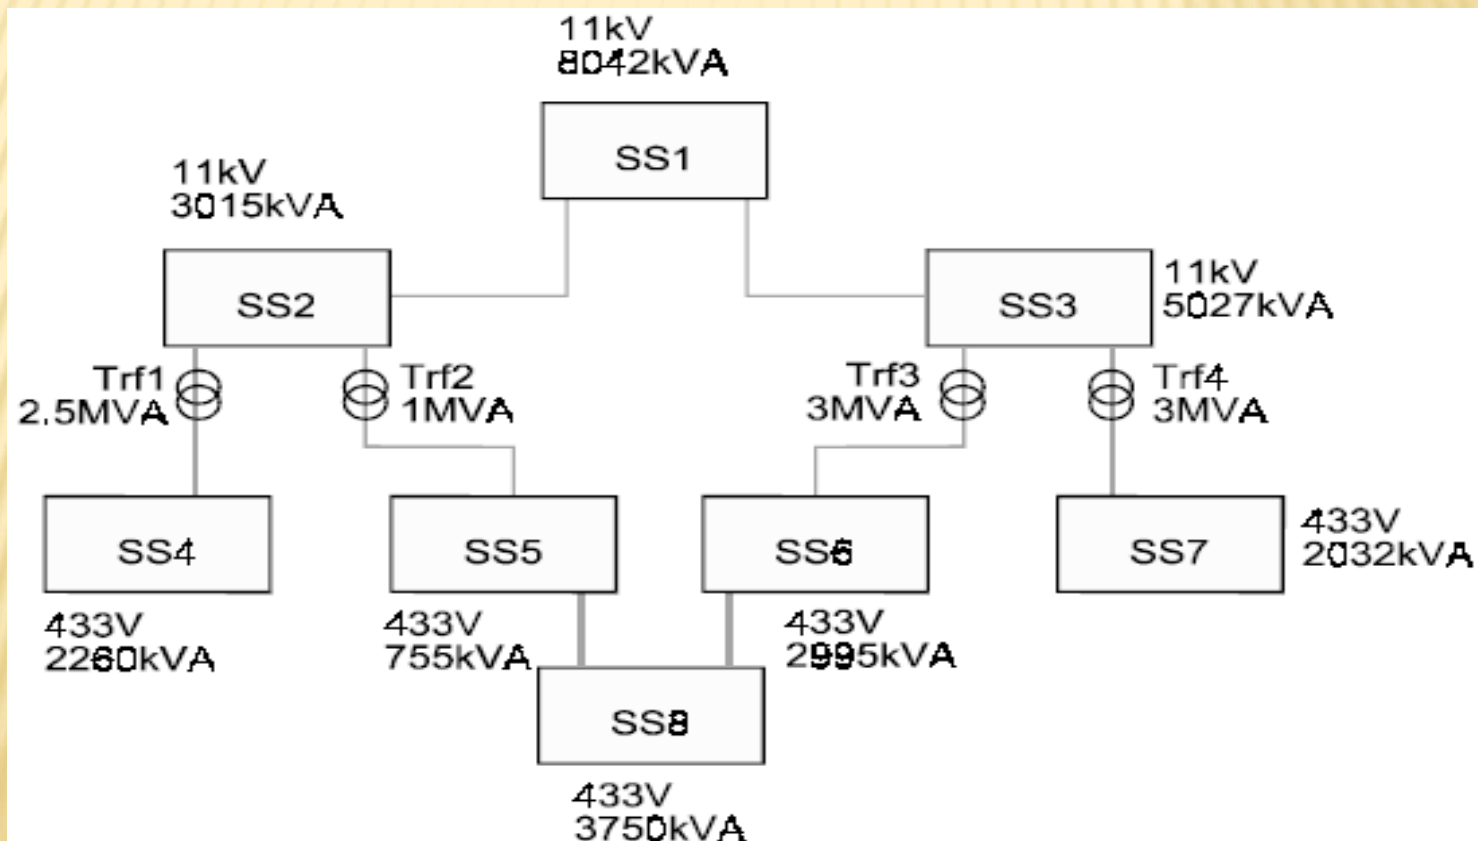 11kV
8042kVA
SS1
11kV
3015kVA
SS2
SS3
11kV
5027kVA
Trf1
2.5MVA
Trf2
1MVA
Trf3
3MVA
Trf4
3MVA
SS4
SS5
SS6
SS7
433V
2032kVA
433V
2260kVA
433V
755kVA
433V
2995kVA
SS8
433V
3750kVA